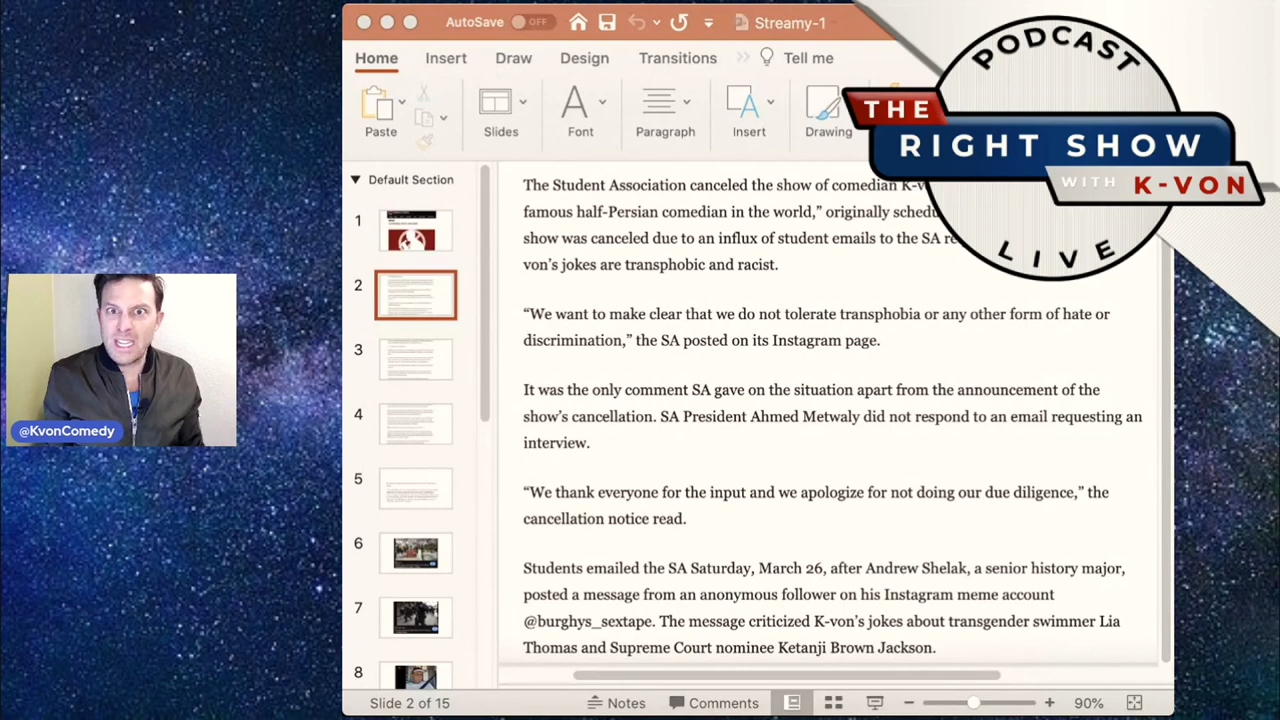 AutoSave OFF
Streamy-1
Home Insert Draw Design Transitions Tell me
Paste Slides Font Paragraph Insert Drawing
Default Section
1
2
3
4
5
6
7
8
The Student Association canceled the show of comedian K-v
famous half-Persian comedian in the world,” originally schedu
show was canceled due to an influx of student emails to the SA re
von’s jokes are transphobic and racist.
“We want to make clear that we do not tolerate transphobia or any other form of hate or
discrimination,” the SA posted on its Instagram page.
It was the only comment SA gave on the situation apart from the announcement of the
show’s cancellation. SA President Ahmed Metwaly did not respond to an email requesting an
interview.
“We thank everyone for the input and we apologize for not doing our due diligence,” the
cancellation notice read.
Students emailed the SA Saturday, March 26, after Andrew Shelak, a senior history major,
posted a message from an anonymous follower on his Instagram meme account
@burghys_sextape. The message criticized K-von’s jokes about transgender swimmer Lia
Thomas and Supreme Court nominee Ketanji Brown Jackson.
Slide 2 of 15 Notes Comments 90%
PODCAST
THE
RIGHT SHOW
WITH K-VON
LIVE
@KvonComedy